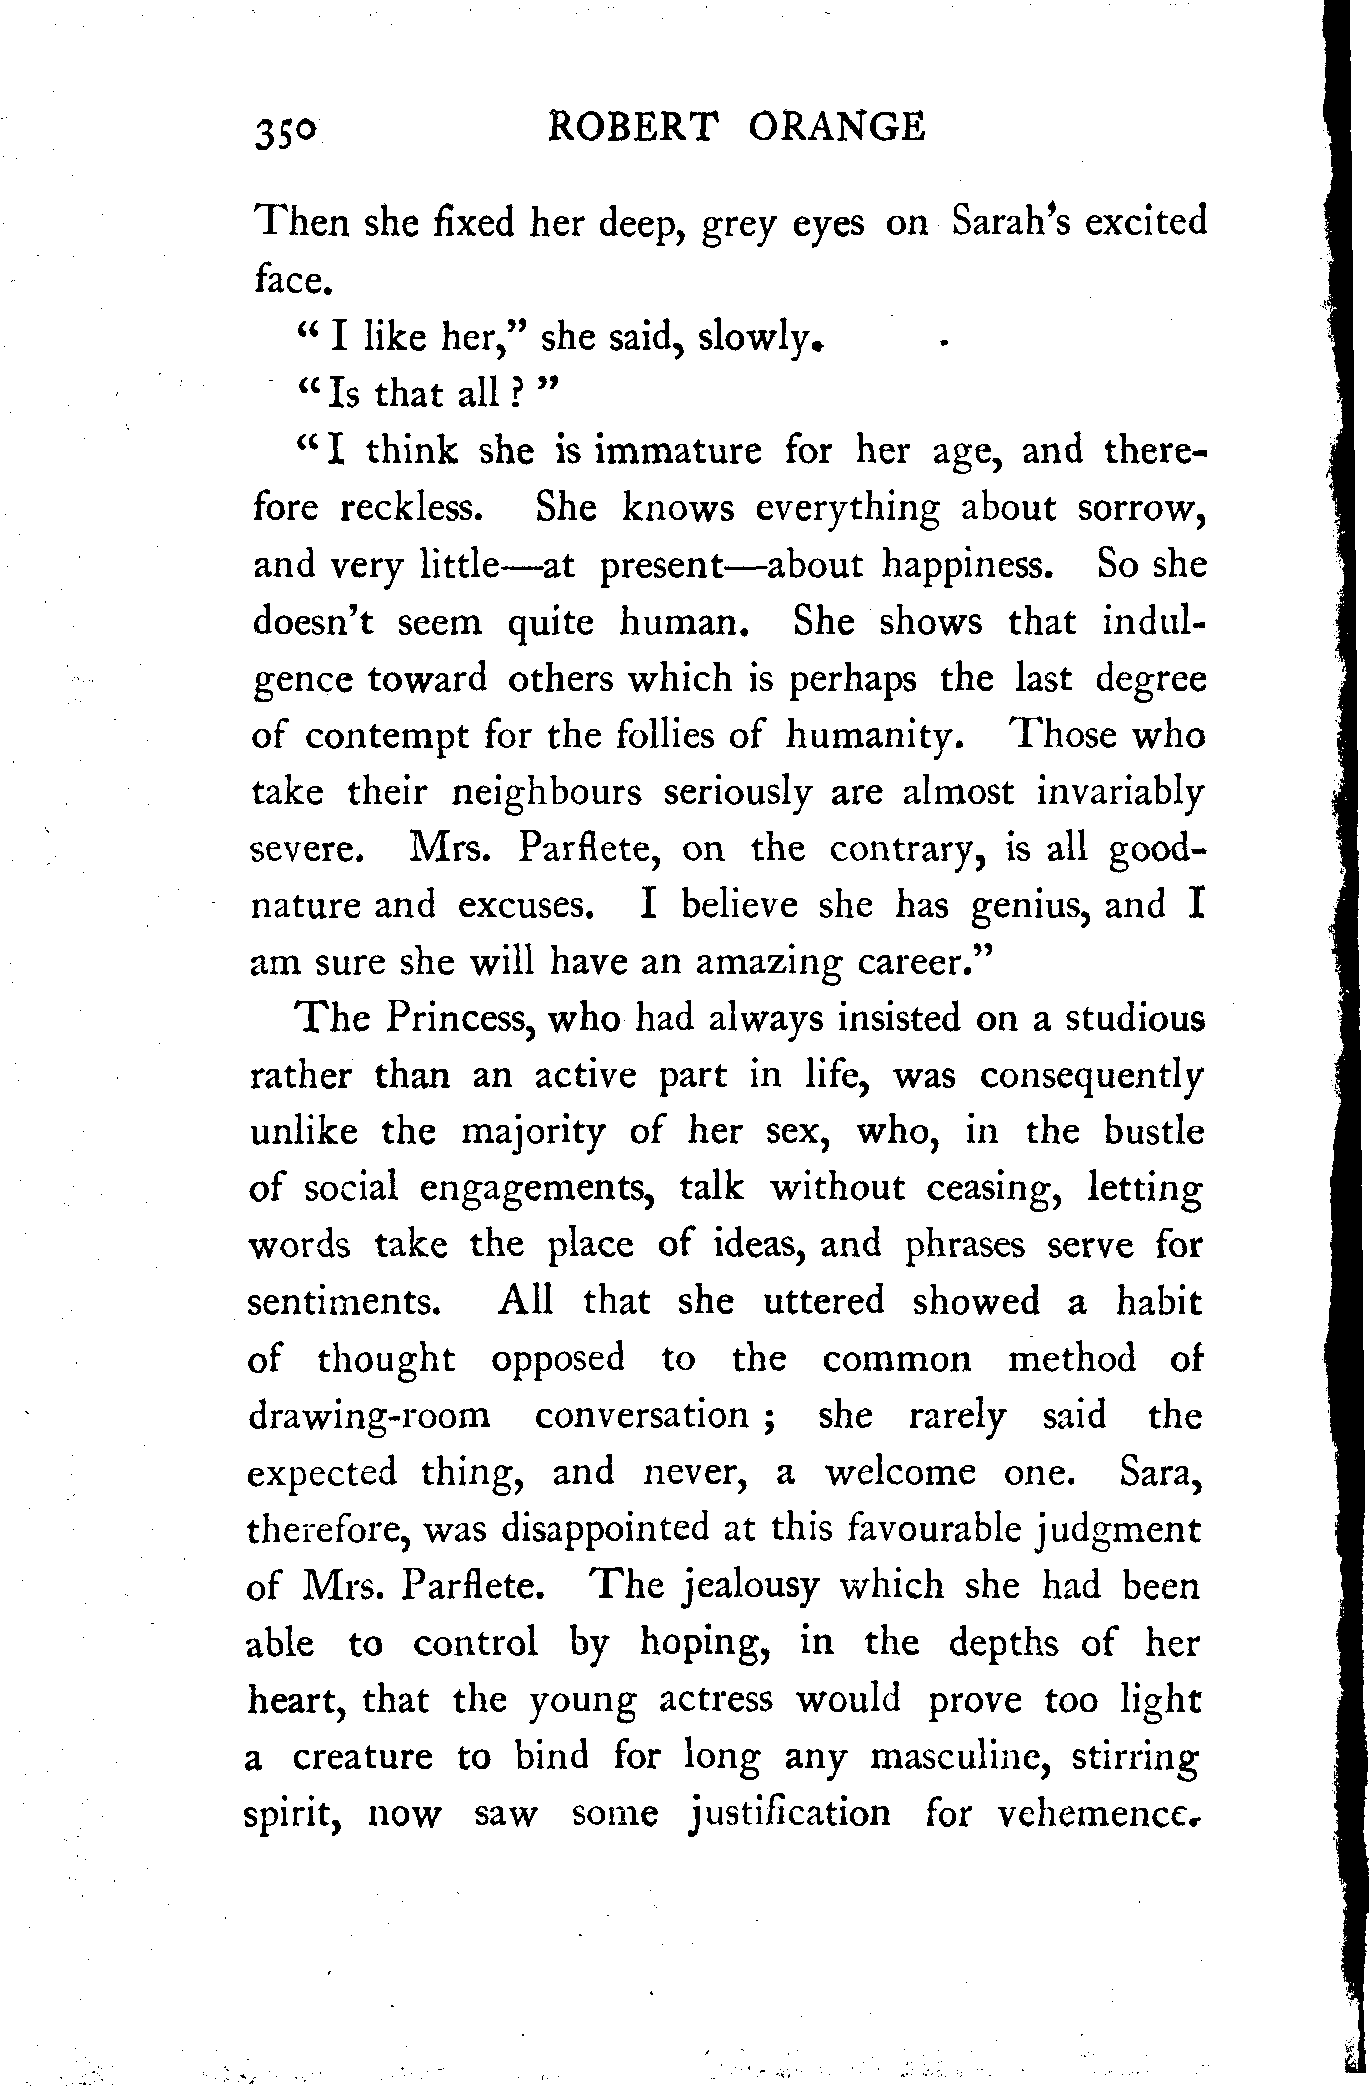 350 ROBERT ORANGE
Then she fixed her deep, grey eyes on Sarah's excited
face.
" I like her," she said, slowly.
" Is that all ? "
" I think she is immature for her age, and there-
fore reckless. She knows everything about sorrow,
and very little—at present—about happiness. So she
doesn't seem quite human. She shows that indul-
gence toward others which is perhaps the last degree
of contempt for the follies of humanity. Those who
take their neighbours seriously are almost invariably
severe. Mrs. Parflete, on the contrary, is all good-
nature and excuses. I believe she has genius, and I
am sure she will have an amazing career."
The Princess, who had always insisted on a studious
rather than an active part in life, was consequently
unlike the majority of her sex, who, in the bustle
of social engagements, talk without ceasing, letting
words take the place of ideas, and phrases serve for
sentiments. All that she uttered showed a habit
of thought opposed to the common method of
drawing-room conversation ; she rarely said the
expected thing, and never, a welcome one. Sara,
therefore, was disappointed at this favourable judgment
of Mrs. Parflete. The jealousy which she had been
able to control by hoping, in the depths of her
heart, that the young actress would prove too light
a creature to bind for long any masculine, stirring
spirit, now saw some justification for vehemence.